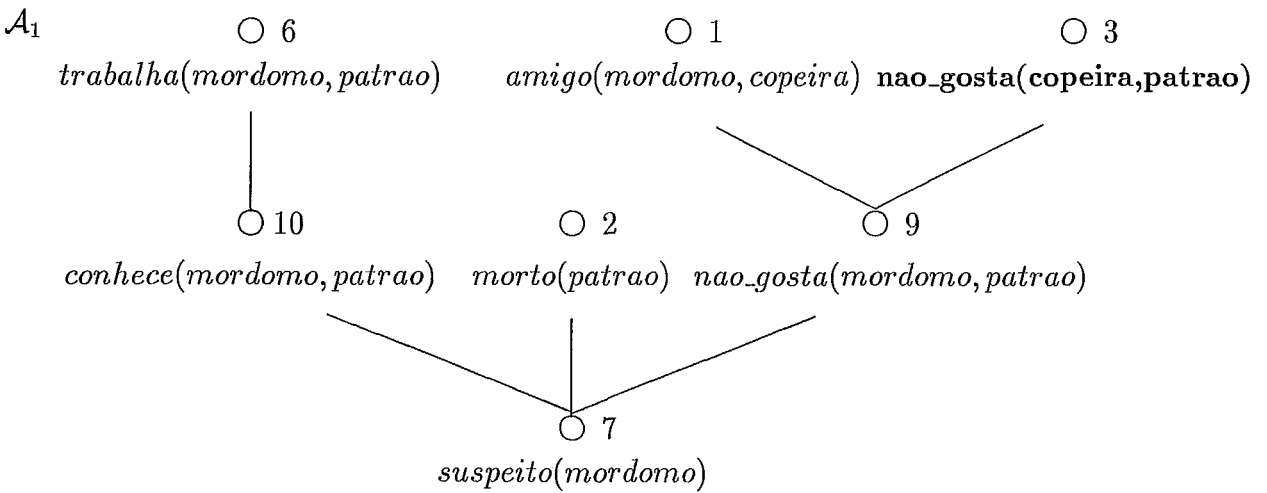 𝒜₁ ○ 6 ○ 1 ○ 3
trabalha(mordomo, patrao) amigo(mordomo, copeira) nao_gosta(copeira,patrao)
○ 10 ○ 2 ○ 9
conhece(mordomo, patrao) morto(patrao) nao_gosta(mordomo, patrao)
○ 7
suspeito(mordomo)